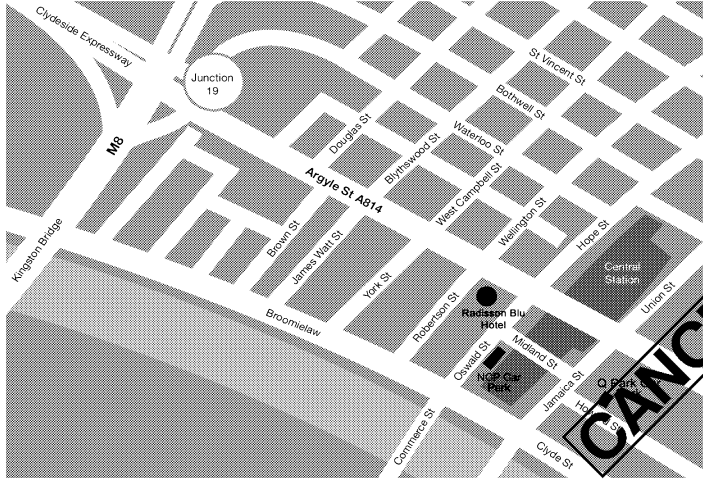 Clydeside Expressway
Junction
19
M8
Kingston Bridge
St Vincent St
Bothwell St
Waterloo St
Douglas St
Blythswood St
Argyle St A814
West Campbell St
Wellington St
Hope St
Brown St
James Watt St
York St
Broomielaw
Robertson St
Central
Station
Union St
Radisson Blu
Hotel
Oswald St
Midland St
NCP Car
Park
Jamaica St
Q Park Car
Commerce St
Clyde St